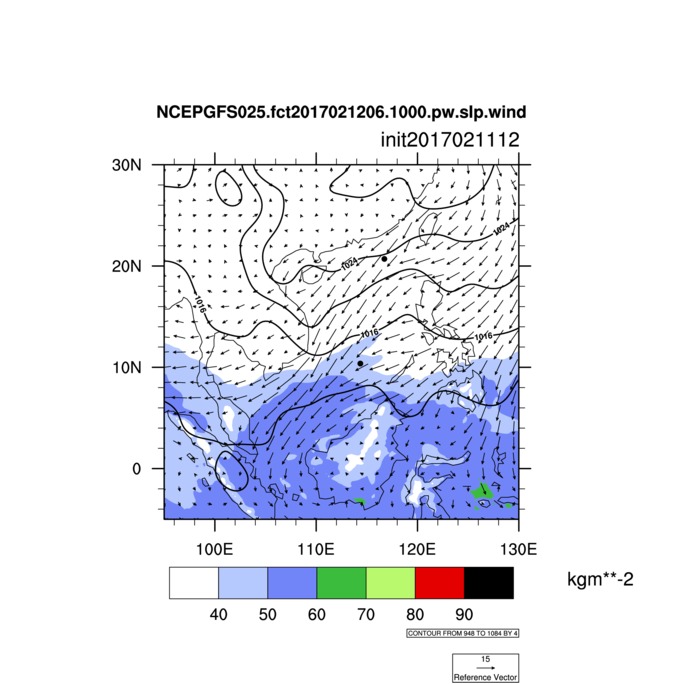 NCEPGFS025.fct2017021206.1000.pw.slp.wind
init2017021112
30N
20N
10N
0
1024
1024
1016
1016
1016
100E 110E 120E 130E
40 50 60 70 80 90
kgm**-2
CONTOUR FROM 948 TO 1084 BY 4
15
Reference Vector